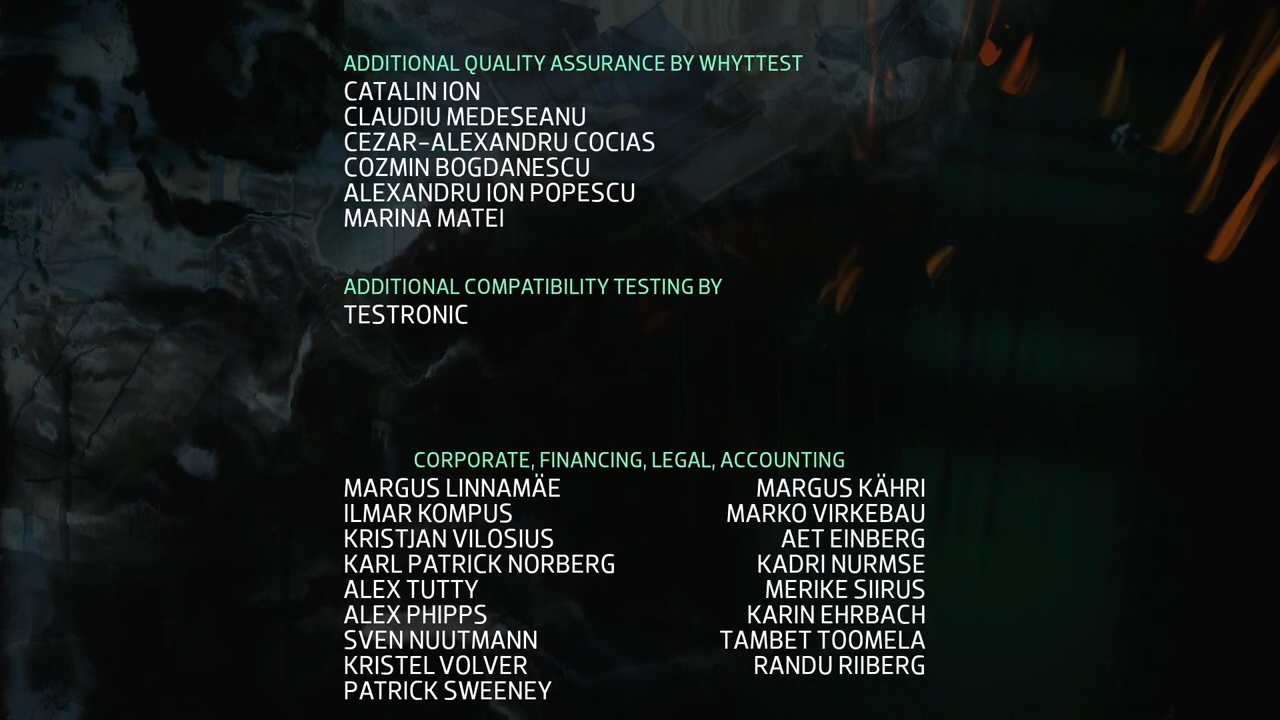 ADDITIONAL QUALITY ASSURANCE BY WHYTTEST
CATALIN ION
CLAUDIU MEDESEANU
CEZAR-ALEXANDRU COCIAS
COZMIN BOGDANESCU
ALEXANDRU ION POPESCU
MARINA MATEI
ADDITIONAL COMPATIBILITY TESTING BY
TESTRONIC
CORPORATE, FINANCING, LEGAL, ACCOUNTING
MARGUS LINNAMÄE
ILMAR KOMPUS
KRISTJAN VILOSIUS
KARL PATRICK NORBERG
ALEX TUTTY
ALEX PHIPPS
SVEN NUUTMANN
KRISTEL VOLVER
PATRICK SWEENEY
MARGUS KÄHRI
MARKO VIRKEBAU
AET EINBERG
KADRI NURMSE
MERIKE SIIRUS
KARIN EHRBACH
TAMBET TOOMELA
RANDU RIIBERG